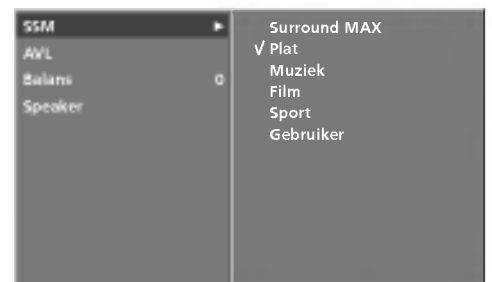 SSM ▶
AVL
Balans 0
Speaker
Surround MAX
√ Plat
Muziek
Film
Sport
Gebruiker